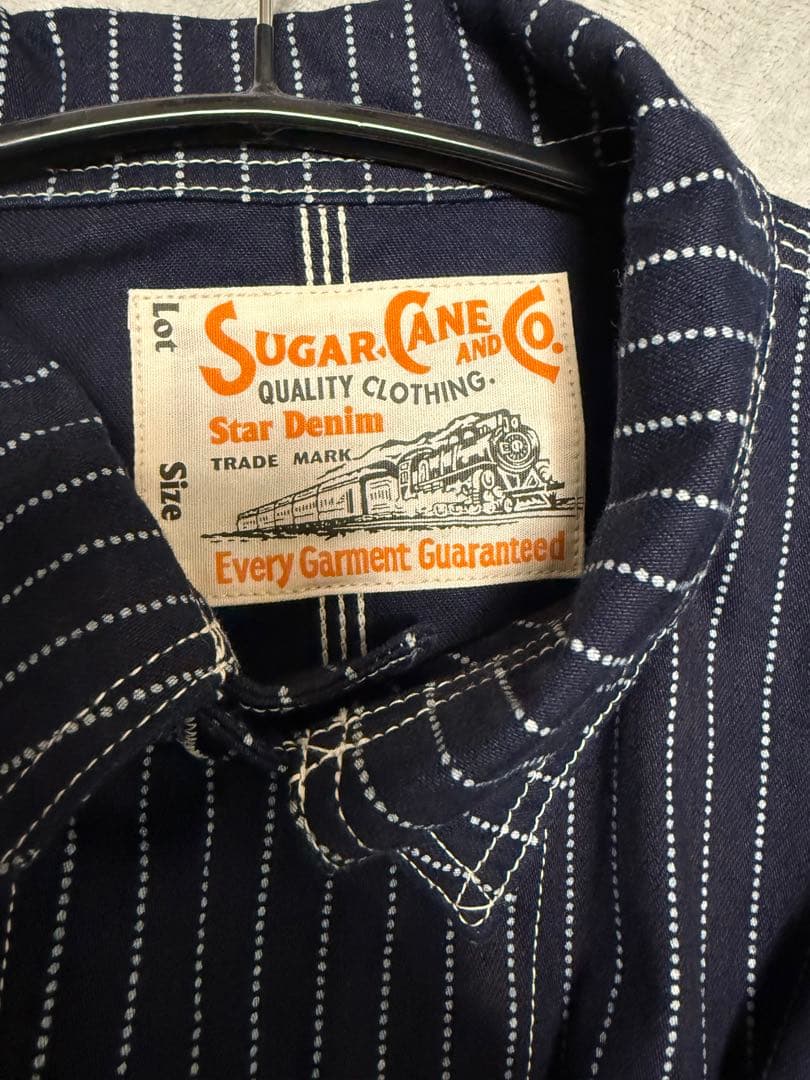 Lot
Size
SUGAR CANE AND CO.
QUALITY CLOTHING.
Star Denim
TRADE MARK
Every Garment Guaranteed